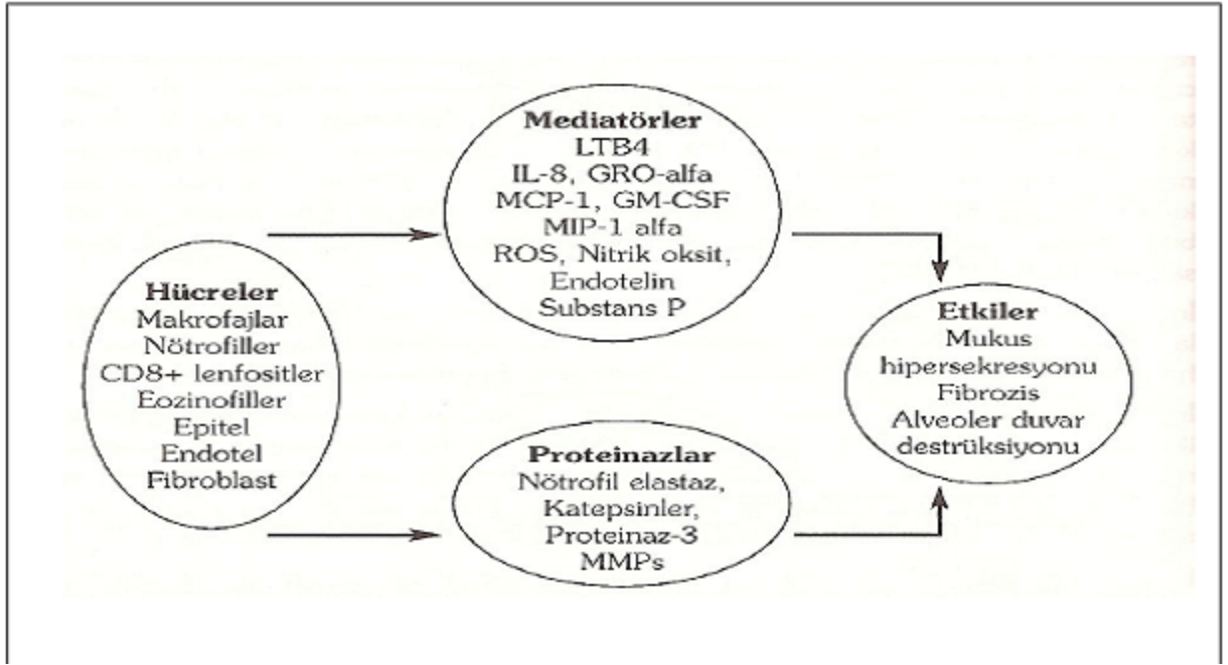 Hücreler
Makrofajlar
Nötrofiller
CD8+ lenfositler
Eozinofiller
Epitel
Endotel
Fibroblast
Mediatörler
LTB4
IL-8, GRO-alfa
MCP-1, GM-CSF
MIP-1 alfa
ROS, Nitrik oksit,
Endotelin
Substans P
Proteinazlar
Nötrofil elastaz,
Katepsinler,
Proteinaz-3
MMPs
Etkiler
Mukus
hipersekresyonu
Fibrozis
Alveoler duvar
destrüksiyonu